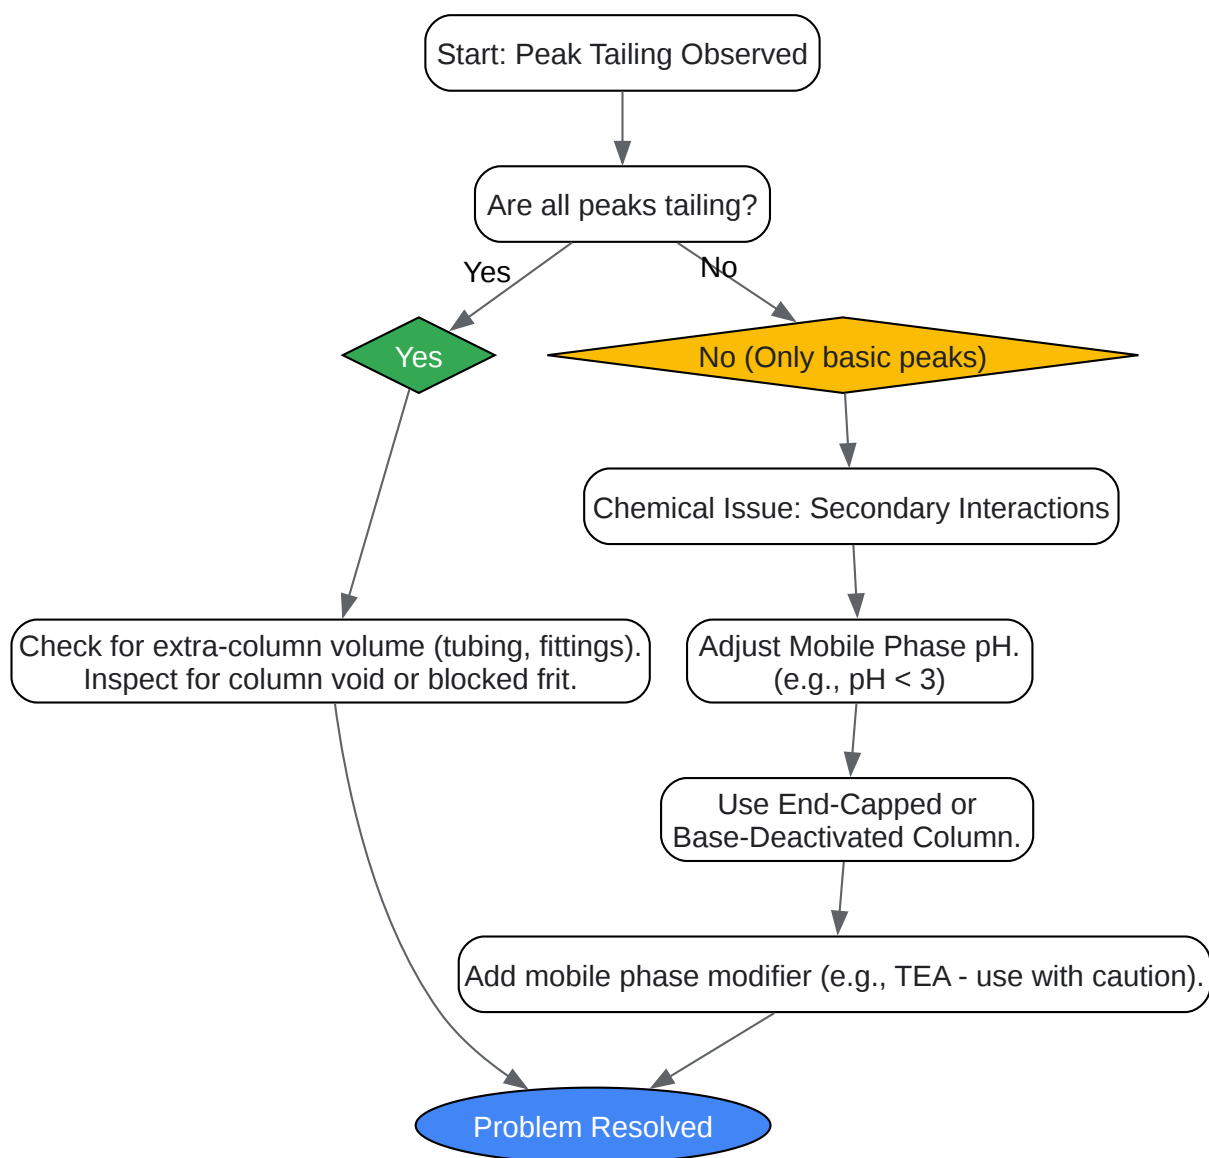 Start: Peak Tailing Observed
Are all peaks tailing?
Yes
No
Yes
No (Only basic peaks)
Chemical Issue: Secondary Interactions
Check for extra-column volume (tubing, fittings).
Inspect for column void or blocked frit.
Adjust Mobile Phase pH.
(e.g., pH < 3)
Use End-Capped or
Base-Deactivated Column.
Add mobile phase modifier (e.g., TEA - use with caution).
Problem Resolved